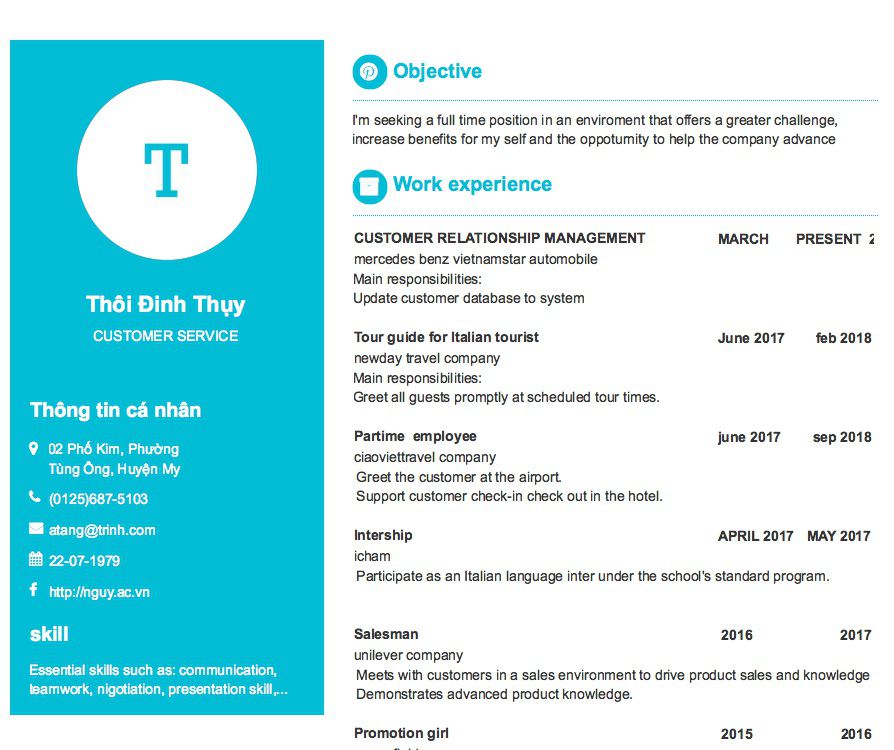 T
Thôi Đinh Thụy
CUSTOMER SERVICE
Thông tin cá nhân
02 Phố Kim, Phường
Tùng Ông, Huyện My
(0125)687-5103
atang@trinh.com
22-07-1979
http://nguy.ac.vn
skill
Essential skills such as: communication,
teamwork, nigotiation, presentation skill,...
Objective
I'm seeking a full time position in an enviroment that offers a greater challenge,
increase benefits for my self and the oppoturnity to help the company advance
Work experience
CUSTOMER RELATIONSHIP MANAGEMENT MARCH PRESENT
mercedes benz vietnamstar automobile
Main responsibilities:
Update customer database to system
Tour guide for Italian tourist June 2017 feb 2018
newday travel company
Main responsibilities:
Greet all guests promptly at scheduled tour times.
Partime employee june 2017 sep 2018
ciaoviettravel company
Greet the customer at the airport.
Support customer check-in check out in the hotel.
Intership APRIL 2017 MAY 2017
icham
Participate as an Italian language inter under the school's standard program.
Salesman 2016 2017
unilever company
Meets with customers in a sales environment to drive product sales and knowledge
Demonstrates advanced product knowledge.
Promotion girl 2015 2016